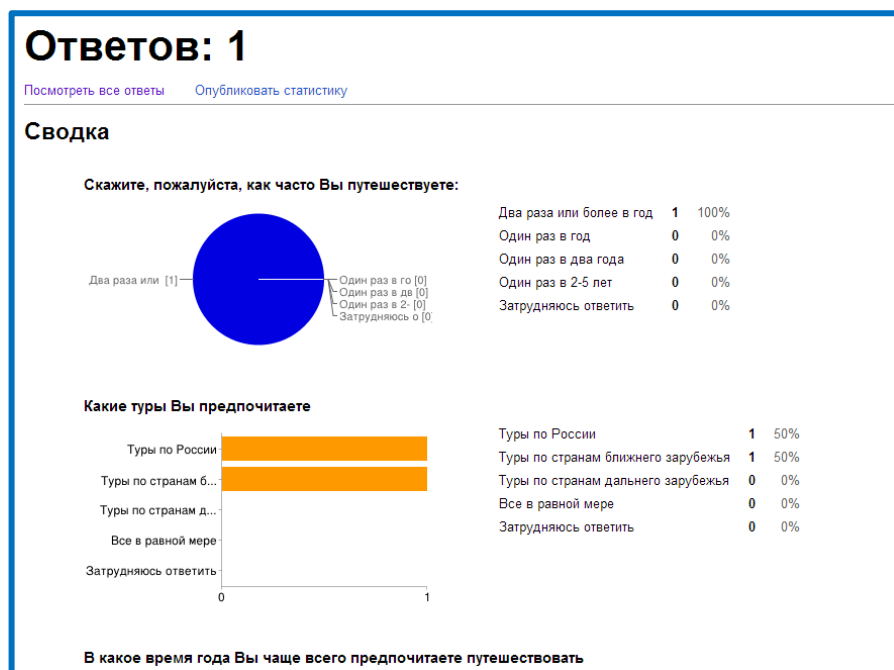 Ответов: 1
Посмотреть все ответы Опубликовать статистику
Сводка
Скажите, пожалуйста, как часто Вы путешествуете:
Два раза или [1]
Один раз в го [0]
Один раз в дв [0]
Один раз в 2- [0]
Затрудняюсь о [0]
Два раза или более в год 1 100%
Один раз в год 0 0%
Один раз в два года 0 0%
Один раз в 2-5 лет 0 0%
Затрудняюсь ответить 0 0%
Какие туры Вы предпочитаете
Туры по России
Туры по странам б...
Туры по странам д...
Все в равной мере
Затрудняюсь ответить
0 1
Туры по России 1 50%
Туры по странам ближнего зарубежья 1 50%
Туры по странам дальнего зарубежья 0 0%
Все в равной мере 0 0%
Затрудняюсь ответить 0 0%
В какое время года Вы чаще всего предпочитаете путешествовать